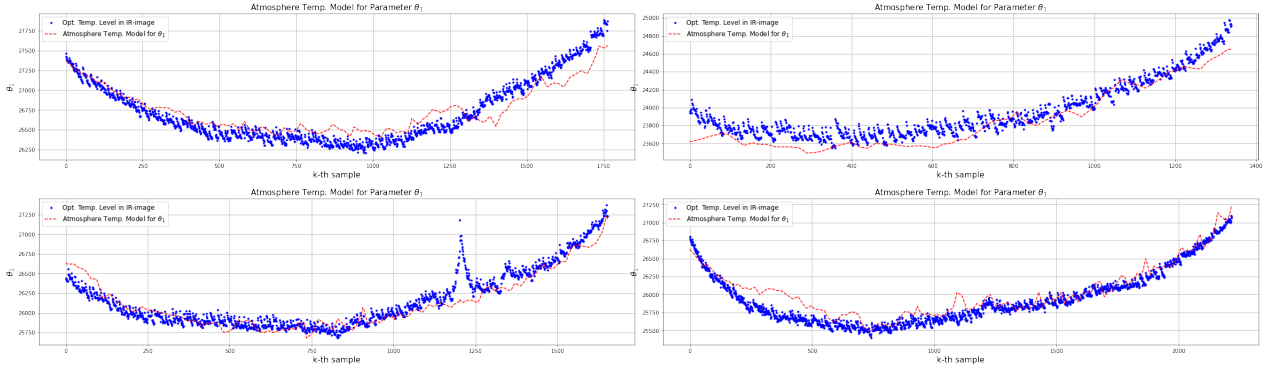 Atmosphere Temp. Model for Parameter θ₁
Opt. Temp. Level in IR-image
Atmosphere Temp. Model for θ₁
27750
27500
27250
27000
26750
26500
26250
θ₁
0
250
500
750
1000
1250
1500
1750
k-th sample
Atmosphere Temp. Model for Parameter θ₁
Opt. Temp. Level in IR-image
Atmosphere Temp. Model for θ₁
25000
24800
24600
24400
24200
24000
23800
23600
θ₁
0
200
400
600
800
1000
1200
1400
k-th sample
Atmosphere Temp. Model for Parameter θ₁
Opt. Temp. Level in IR-image
Atmosphere Temp. Model for θ₁
27250
27000
26750
26500
26250
26000
25750
θ₁
0
250
500
750
1000
1250
1500
k-th sample
Atmosphere Temp. Model for Parameter θ₁
Opt. Temp. Level in IR-image
Atmosphere Temp. Model for θ₁
27250
27000
26750
26500
26250
26000
25750
25500
θ₁
0
500
1000
1500
2000
k-th sample